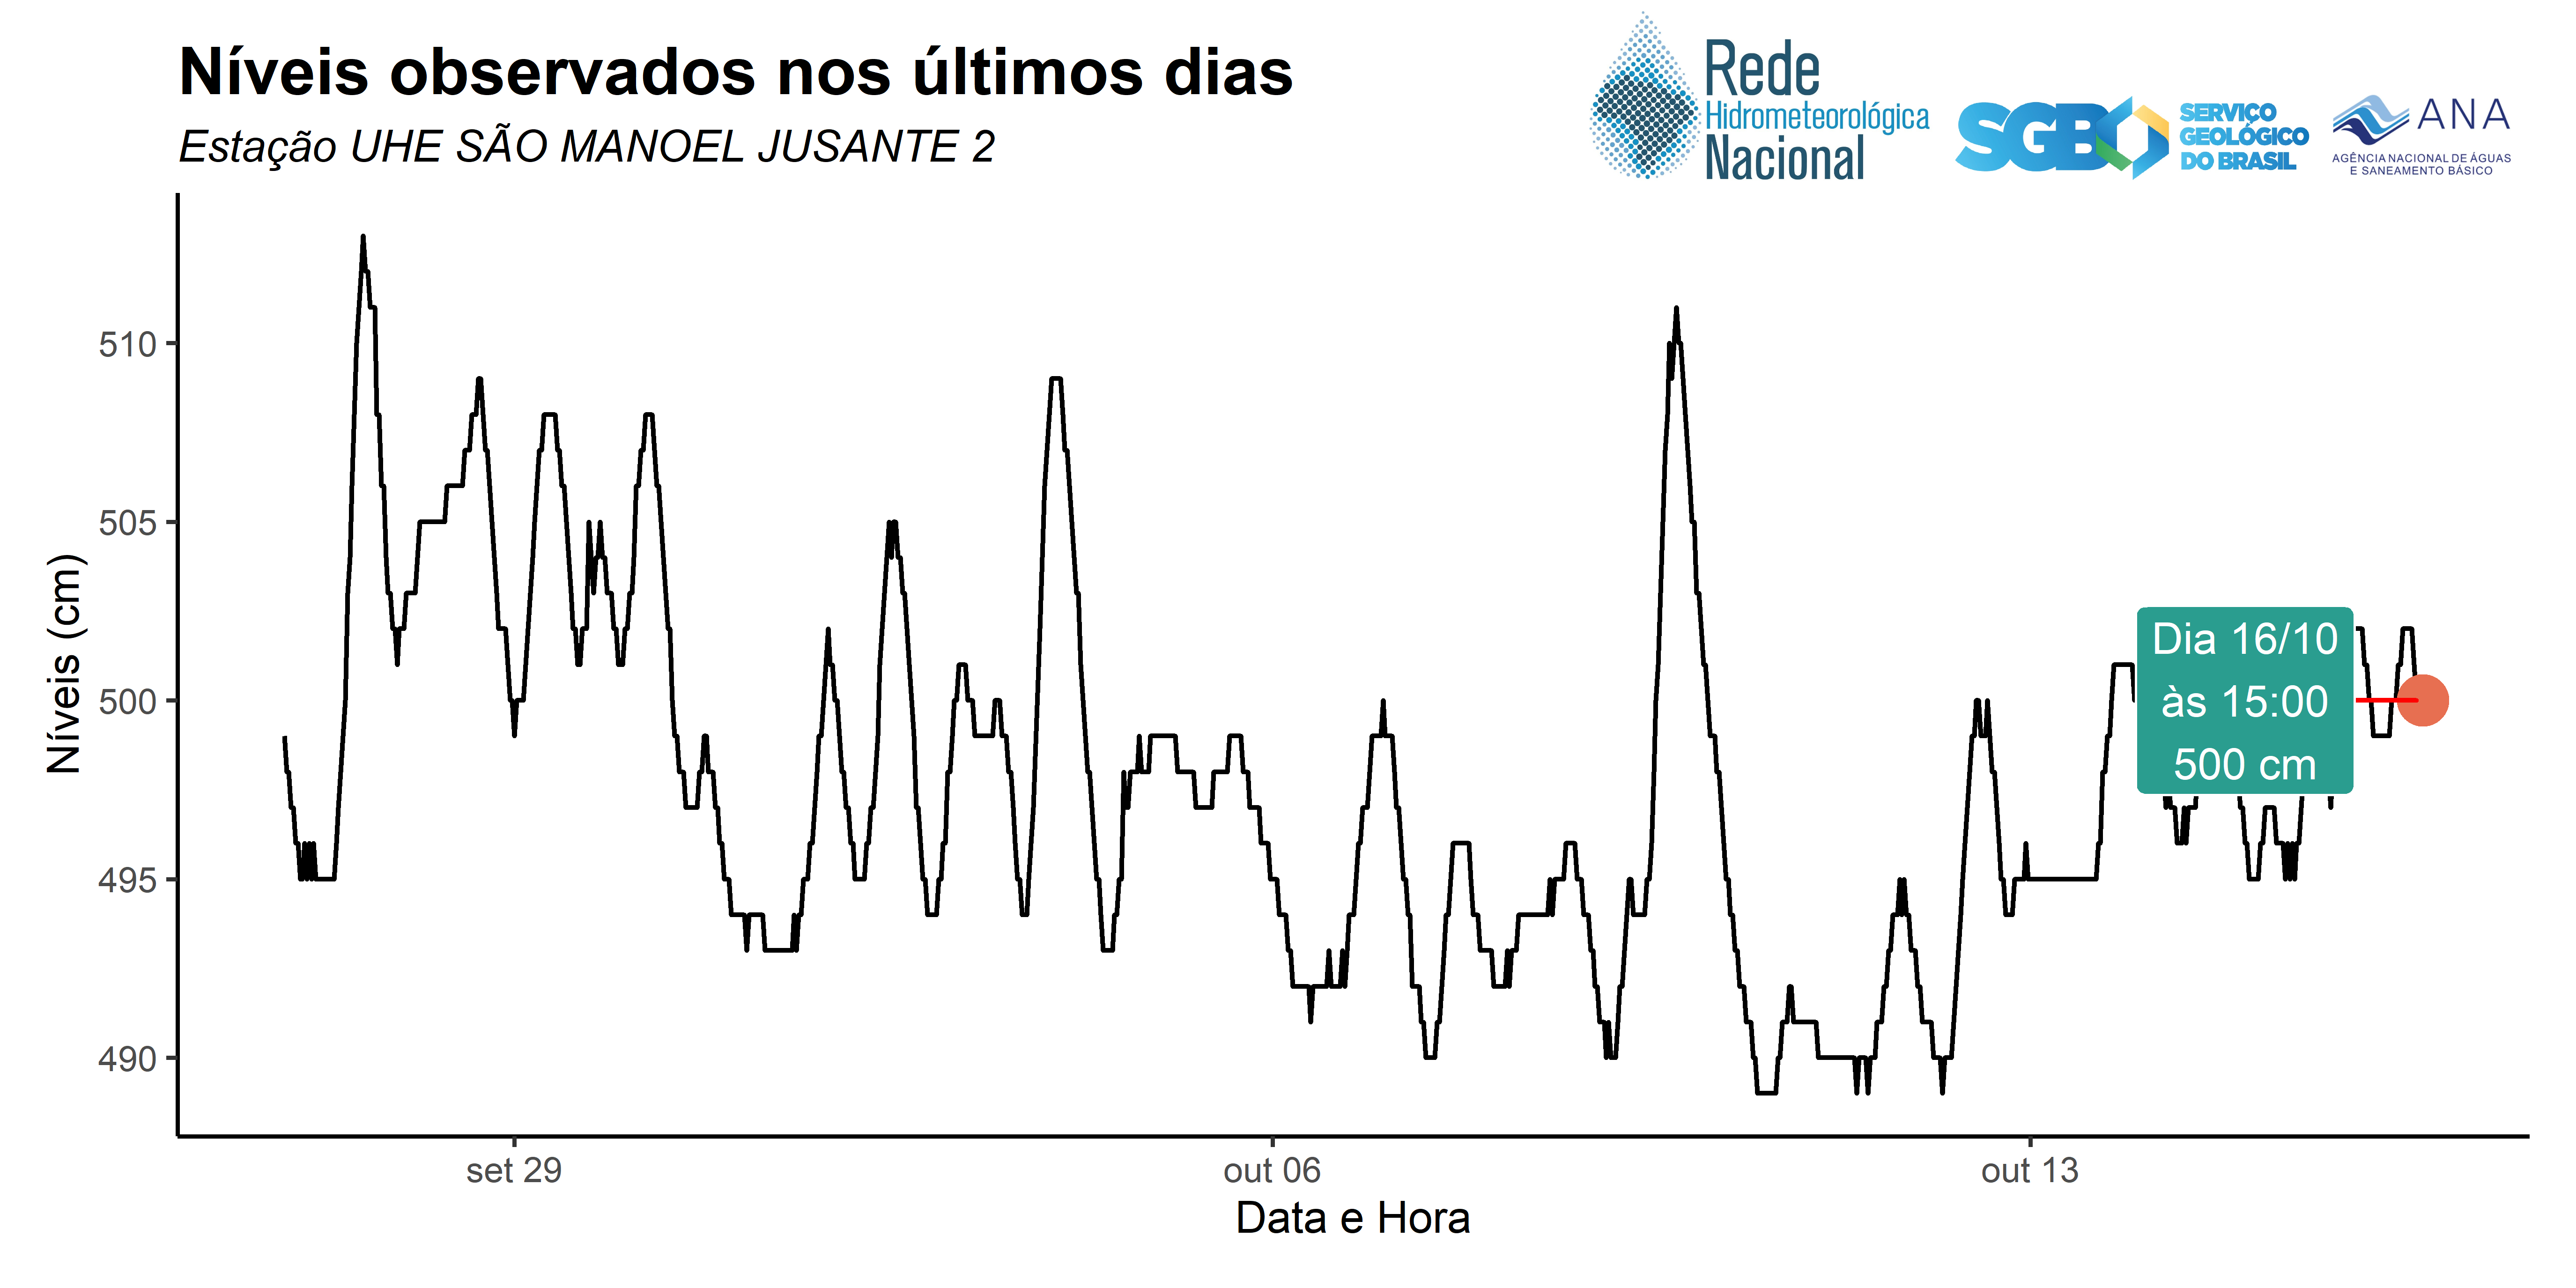 Níveis observados nos últimos dias
Estação UHE SÃO MANOEL JUSANTE 2
Rede
Hidrometeorológica
Nacional
SGB
SERVIÇO
GEOLÓGICO
DO BRASIL
ANA
AGÊNCIA NACIONAL DE ÁGUAS
E SANEAMENTO BÁSICO
Níveis (cm)
510
505
500
495
490
Dia 16/10
às 15:00
500 cm
set 29
out 06
out 13
Data e Hora